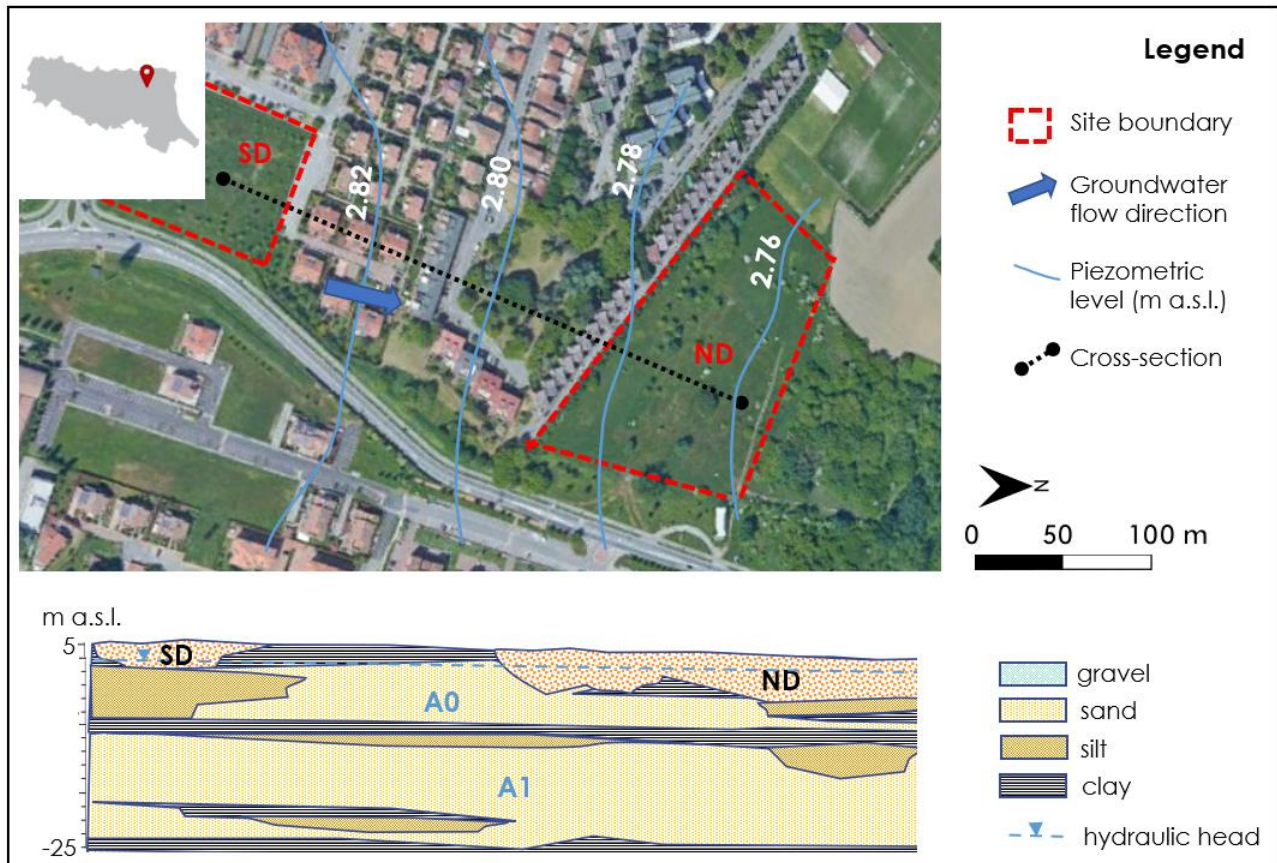 Legend
Site boundary
Groundwater
flow direction
Piezometric
level (m a.s.l.)
Cross-section
N
0 50 100 m
SD
2.82
2.80
2.78
2.76
ND
m a.s.l.
5
SD
ND
A0
A1
-25
gravel
sand
silt
clay
hydraulic head